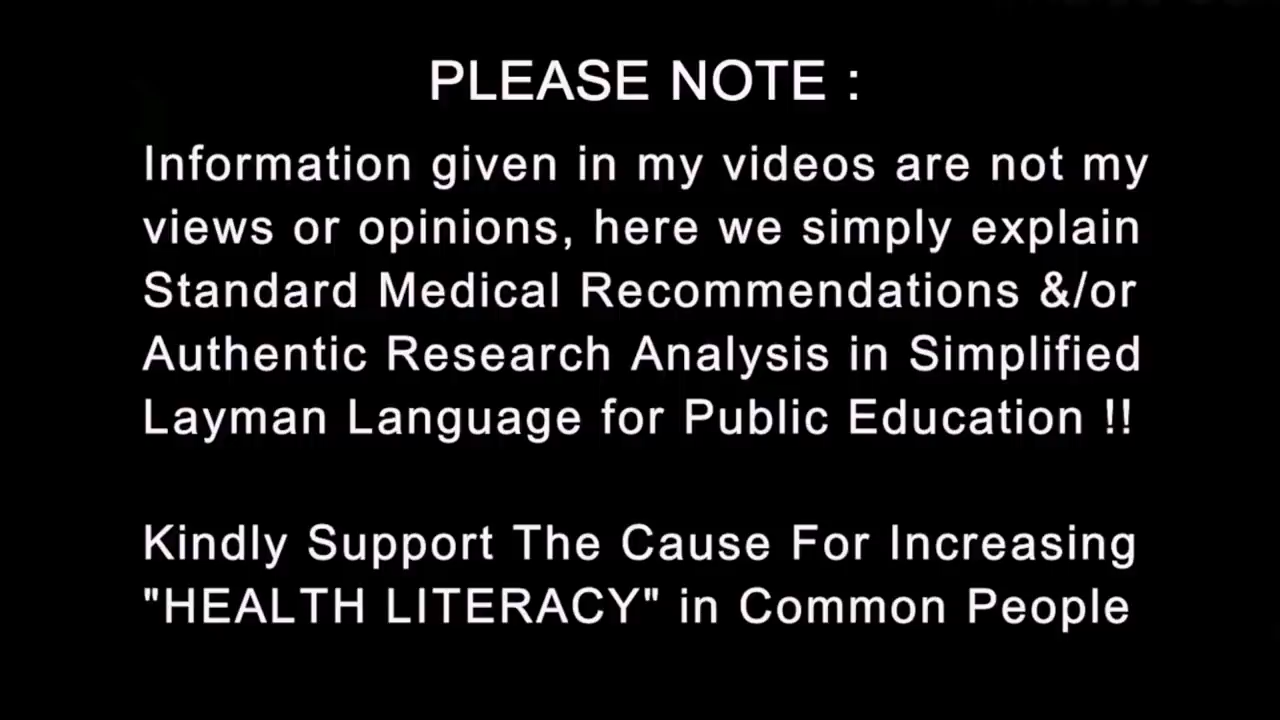 PLEASE NOTE :
Information given in my videos are not my
views or opinions, here we simply explain
Standard Medical Recommendations &/or
Authentic Research Analysis in Simplified
Layman Language for Public Education !!
Kindly Support The Cause For Increasing
"HEALTH LITERACY" in Common People